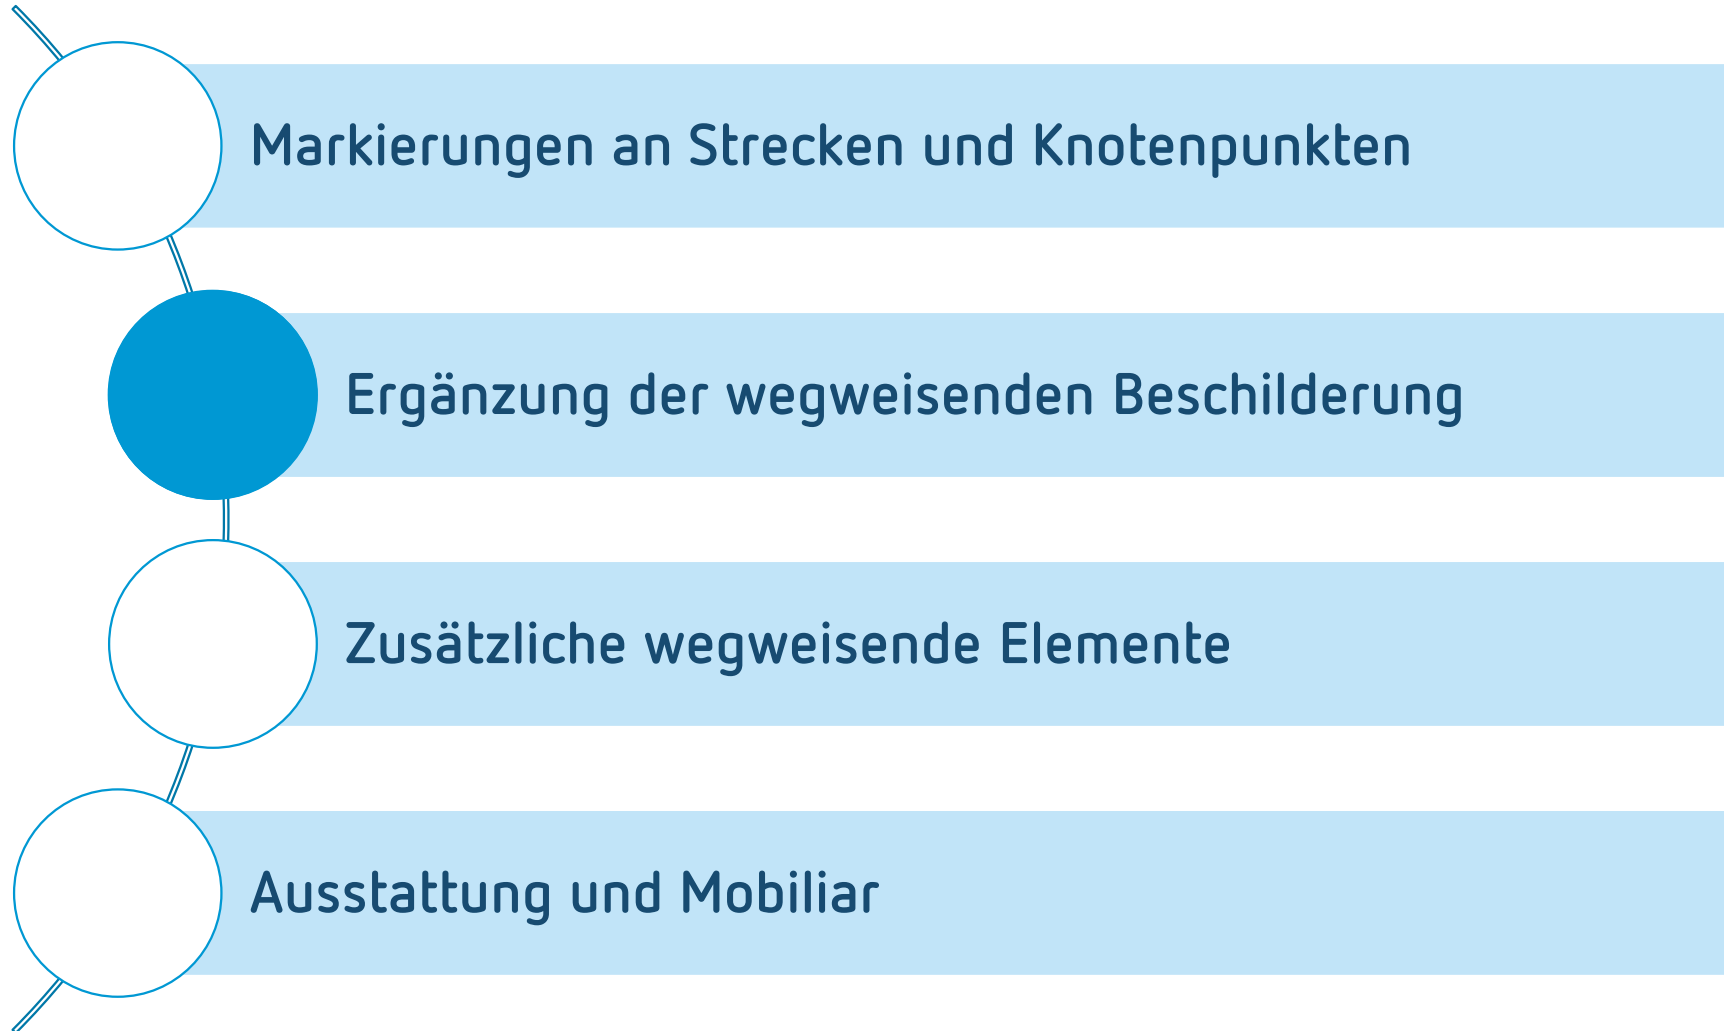 Markierungen an Strecken und Knotenpunkten
Ergänzung der wegweisenden Beschilderung
Zusätzliche wegweisende Elemente
Ausstattung und Mobiliar